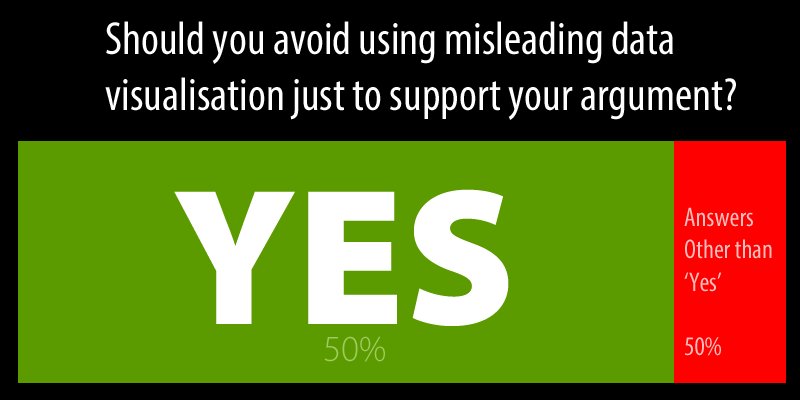 Should you avoid using misleading data
visualisation just to support your argument?
YES
50%
Answers
Other than
‘Yes’
50%